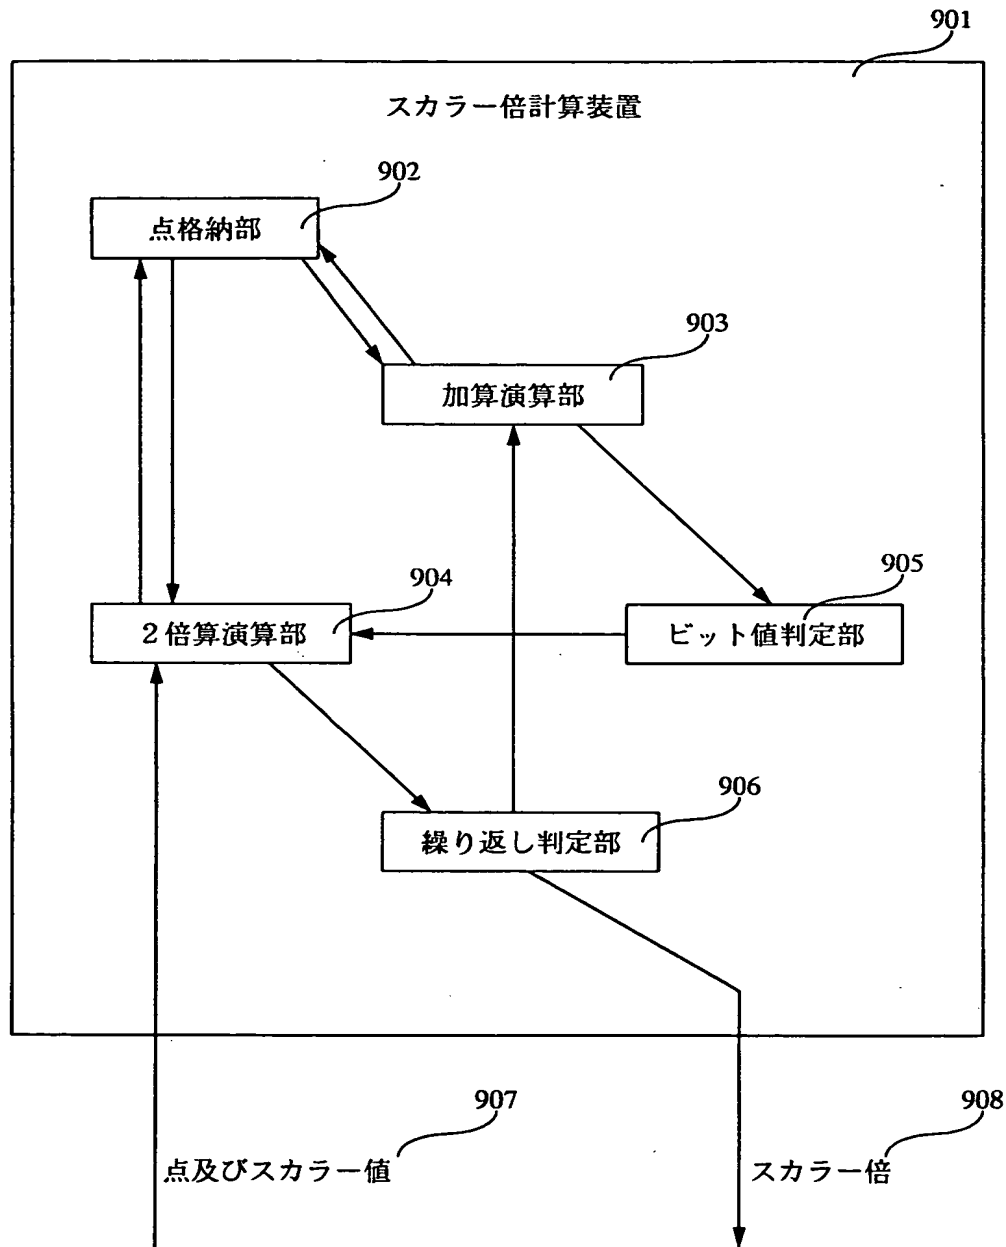 901
スカラー倍計算装置
902
点格納部
903
加算演算部
904
905
2倍算演算部
ビット値判定部
906
繰り返し判定部
907
908
点及びスカラー値
スカラー倍